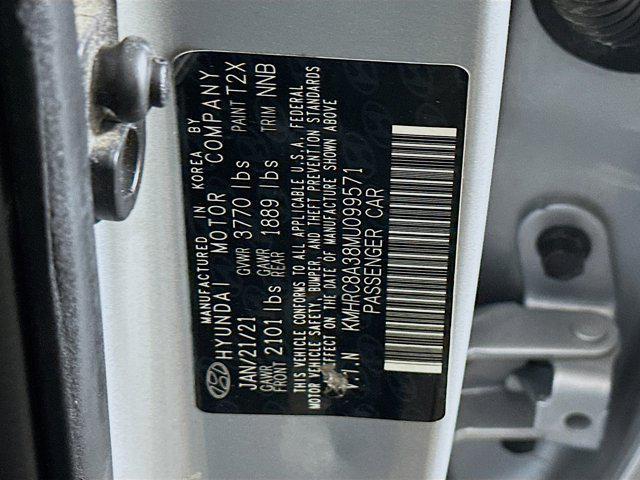 MANUFACTURED IN KOREA BY
HYUNDAI MOTOR COMPANY
JAN/21/21 GVWR 3770 lbs PAINT T2X
GAWR FRONT 2101 lbs GAWR REAR 1889 lbs TRIM NNB
THIS VEHICLE CONFORMS TO ALL APPLICABLE U.S.A. FEDERAL
MOTOR VEHICLE SAFETY, BUMPER, AND THEFT PREVENTION STANDARDS
IN EFFECT ON THE DATE OF MANUFACTURE SHOWN ABOVE
V.I.N KMHRC8A38MU099571
PASSENGER CAR